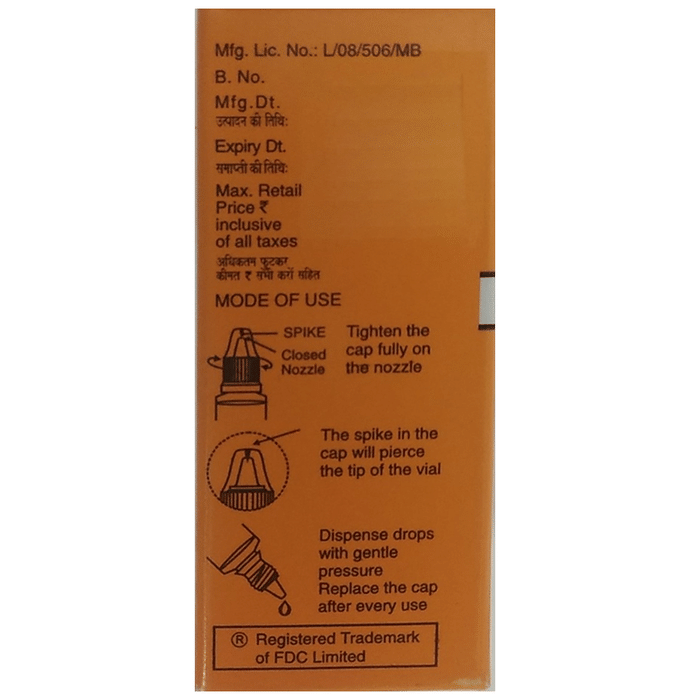 Mfg. Lic. No.: L/08/506/MB
B. No.
Mfg.Dt.
उत्पादन की तिथि:
Expiry Dt.
समाप्ती की तिथि:
Max. Retail
Price ₹
inclusive
of all taxes
अधिकतम फूटकर
कीमत ₹ सभी करों सहित
MODE OF USE
SPIKE
Closed
Nozzle
Tighten the
cap fully on
the nozzle
The spike in the
cap will pierce
the tip of the vial
Dispense drops
with gentle
pressure
Replace the cap
after every use
® Registered Trademark
of FDC Limited